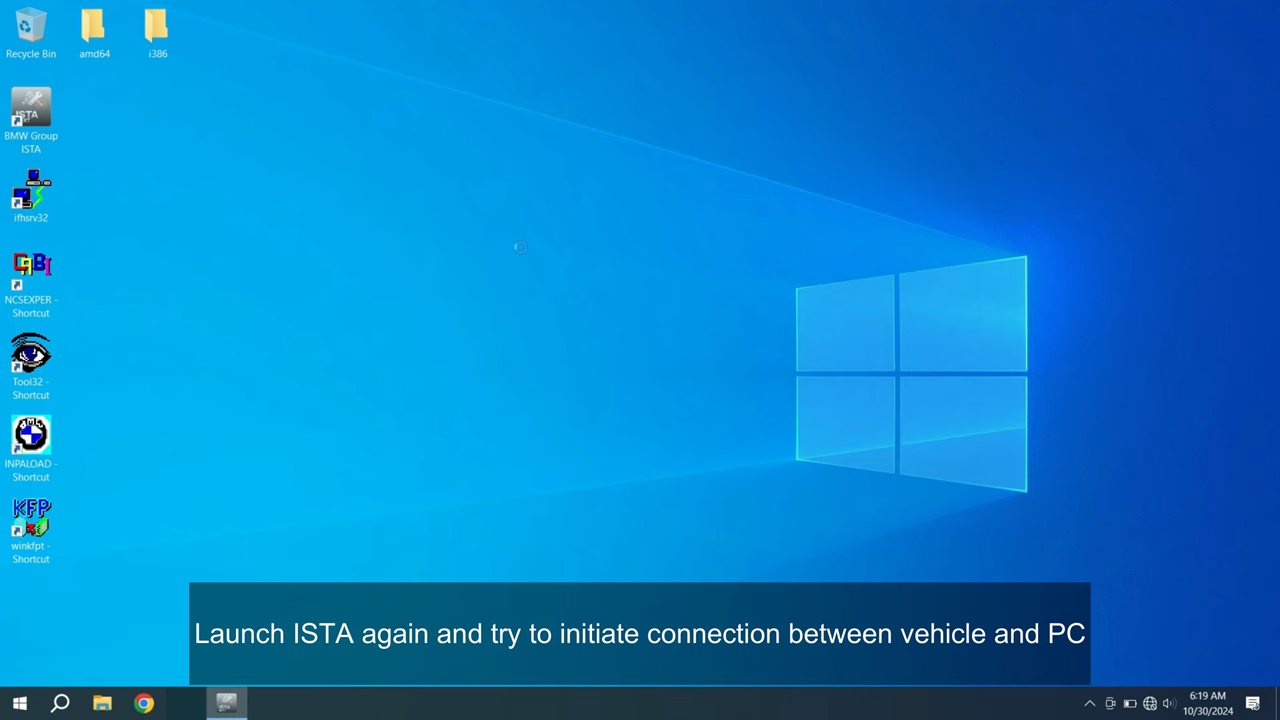 Recycle Bin
amd64
i386
ISTA
BMW Group
ISTA
ifhsrv32
NCSEXPER -
Shortcut
Tool32 -
Shortcut
BMW
INPALOAD -
Shortcut
KFP
winkfpt -
Shortcut
Launch ISTA again and try to initiate connection between vehicle and PC
6:19 AM
10/30/2024